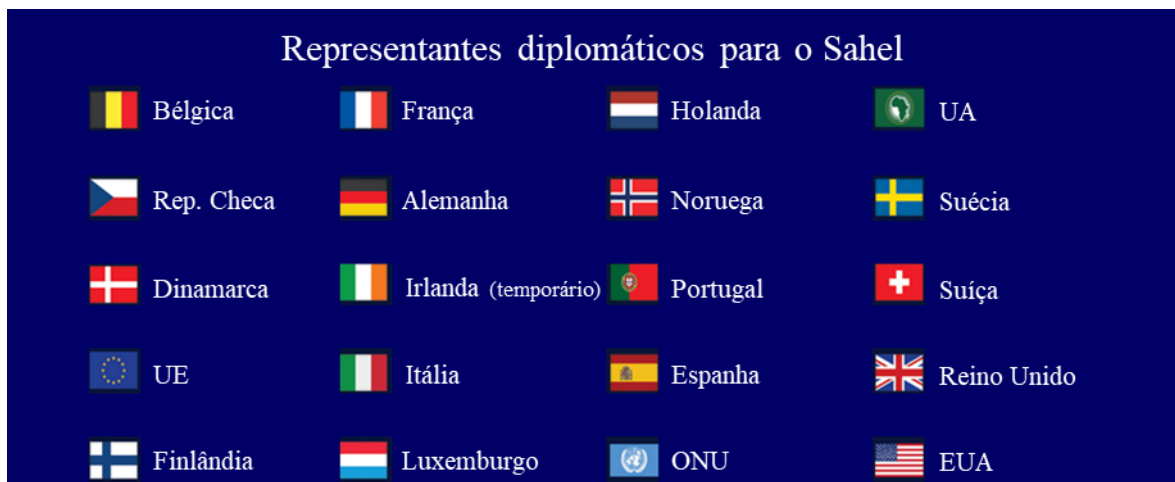 Representantes diplomáticos para o Sahel
Bélgica França Holanda UA
Rep. Checa Alemanha Noruega Suécia
Dinamarca Irlanda (temporário) Portugal Suíça
UE Itália Espanha Reino Unido
Finlândia Luxemburgo ONU EUA